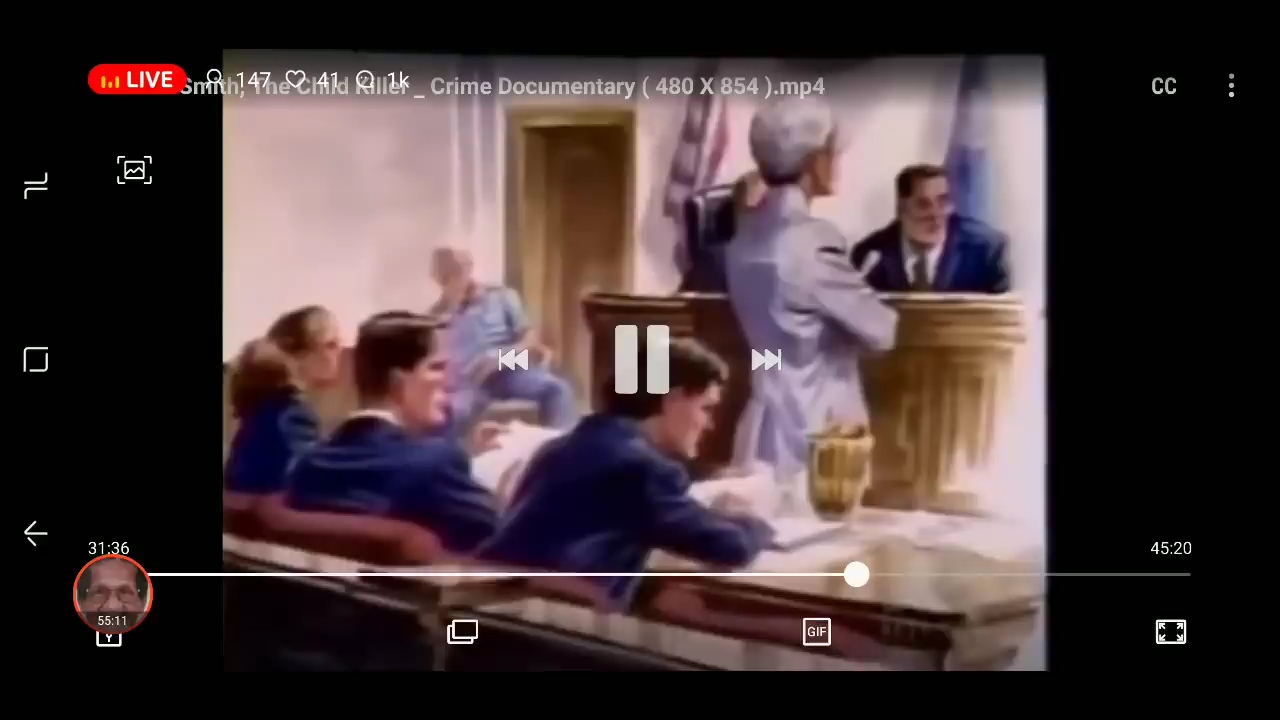 LIVE 147 41 1k
Smith, The Child Killer _ Crime Documentary ( 480 X 854 ).mp4
CC
31:36
45:20
55:11
Y
GIF